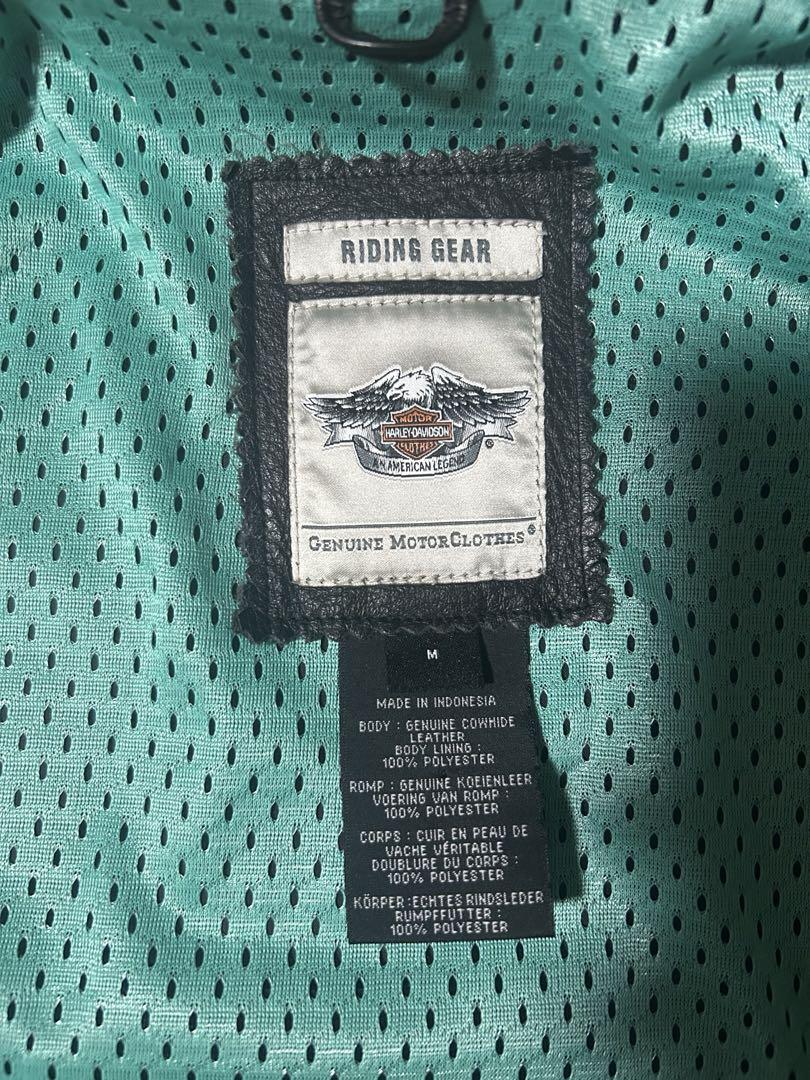 RIDING GEAR
MOTOR
HARLEY-DAVIDSON
CLOTHES
®
AN AMERICAN LEGEND
GENUINE MOTORCLOTHES®
M
MADE IN INDONESIA
BODY : GENUINE COWHIDE
LEATHER
BODY LINING :
100% POLYESTER
ROMP : GENUINE KOEIENLEER
VOERING VAN ROMP :
100% POLYESTER
CORPS : CUIR EN PEAU DE
VACHE VÉRITABLE
DOUBLURE DU CORPS :
100% POLYESTER
KÖRPER :ECHTES RINDSLEDER
RUMPFFUTTER :
100% POLYESTER